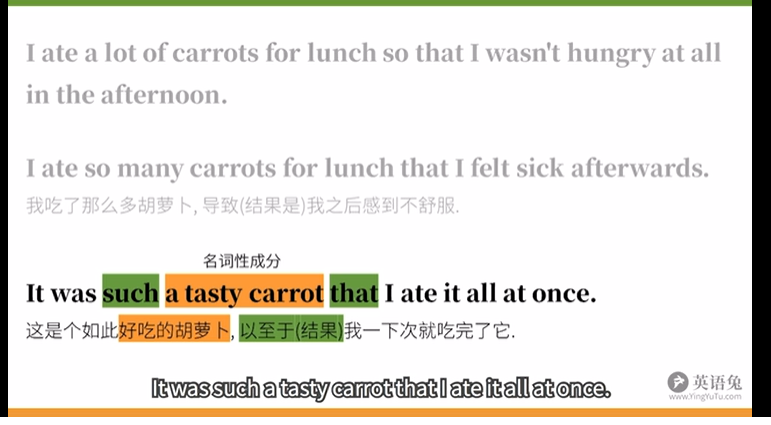 I ate a lot of carrots for lunch so that I wasn't hungry at all
in the afternoon.
I ate so many carrots for lunch that I felt sick afterwards.
我吃了那么多胡萝卜, 导致(结果是)我之后感到不舒服.
名词性成分
It was such a tasty carrot that I ate it all at once.
这是个如此好吃的胡萝卜, 以至于(结果)我一下次就吃完了它.
It was such a tasty carrot that I ate it all at once.
英语兔
www.YingYuTu.com